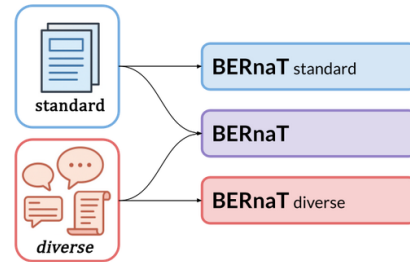 standard
diverse
BERnaT standard
BERnaT
BERnaT diverse